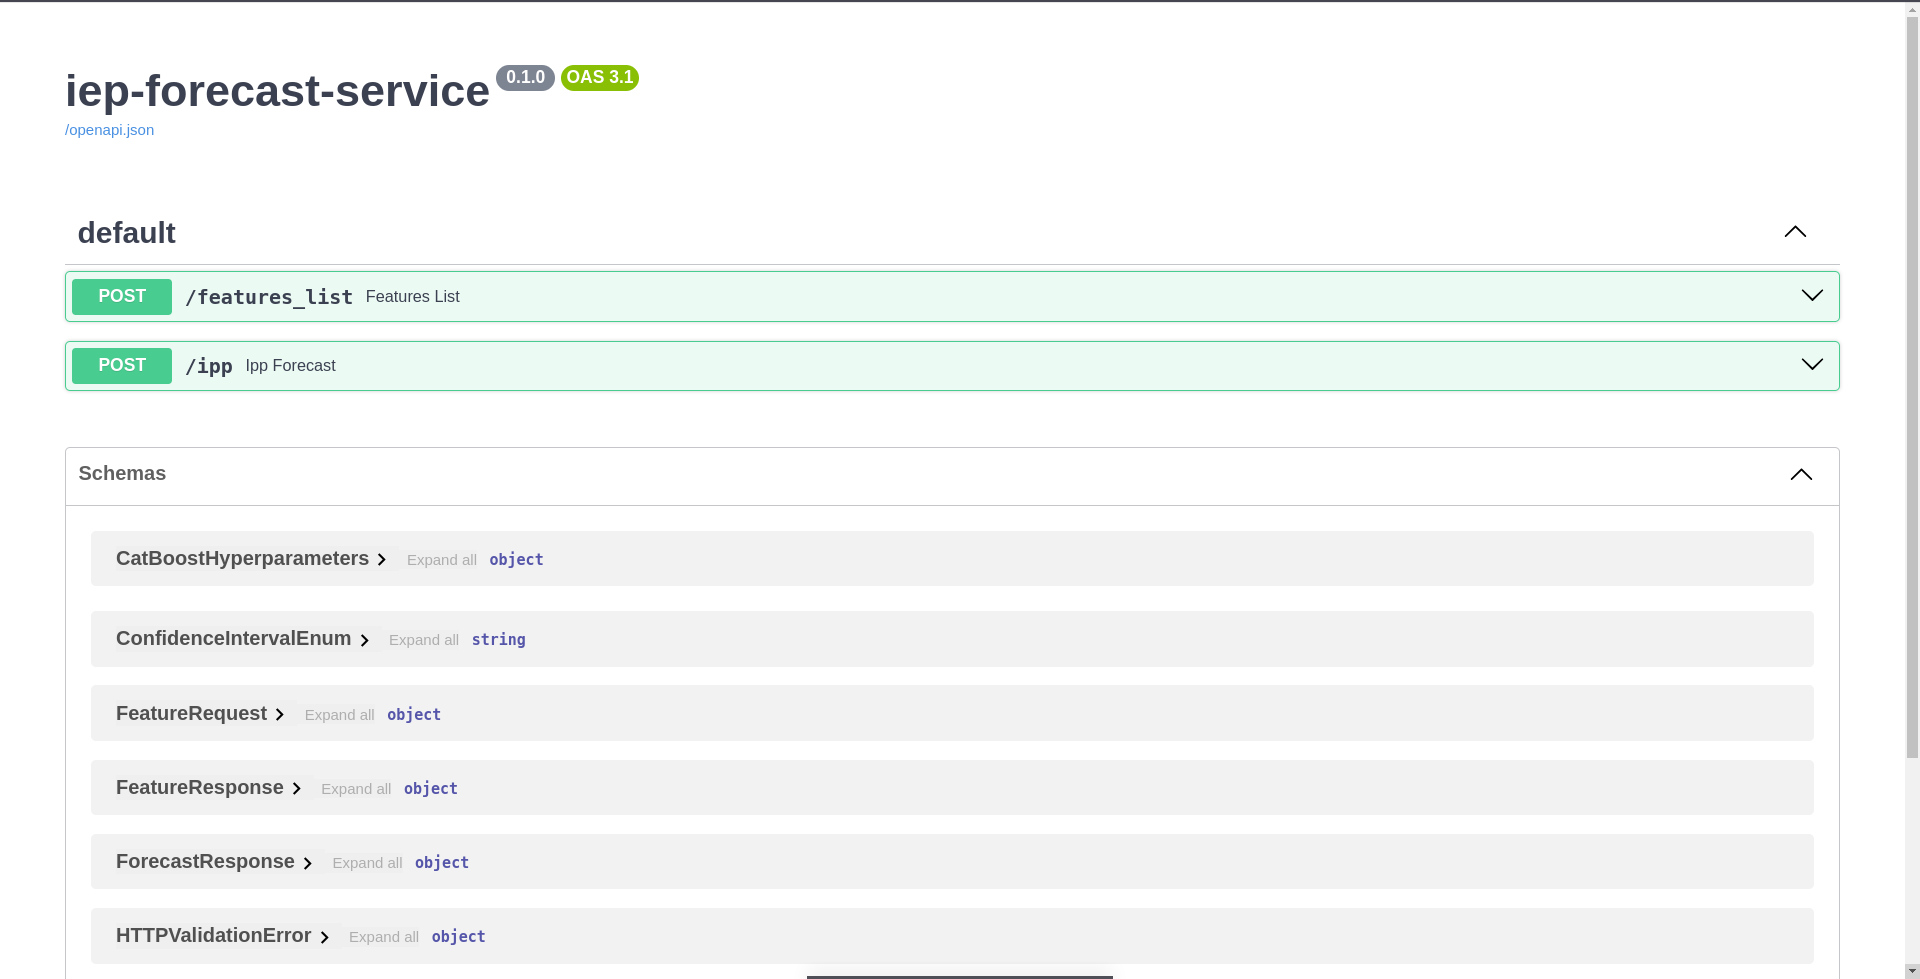 iep-forecast-service 0.1.0 OAS 3.1
/openapi.json
default
POST /features_list Features List
POST /ipp Ipp Forecast
Schemas
CatBoostHyperparameters Expand all object
ConfidenceIntervalEnum Expand all string
FeatureRequest Expand all object
FeatureResponse Expand all object
ForecastResponse Expand all object
HTTPValidationError Expand all object